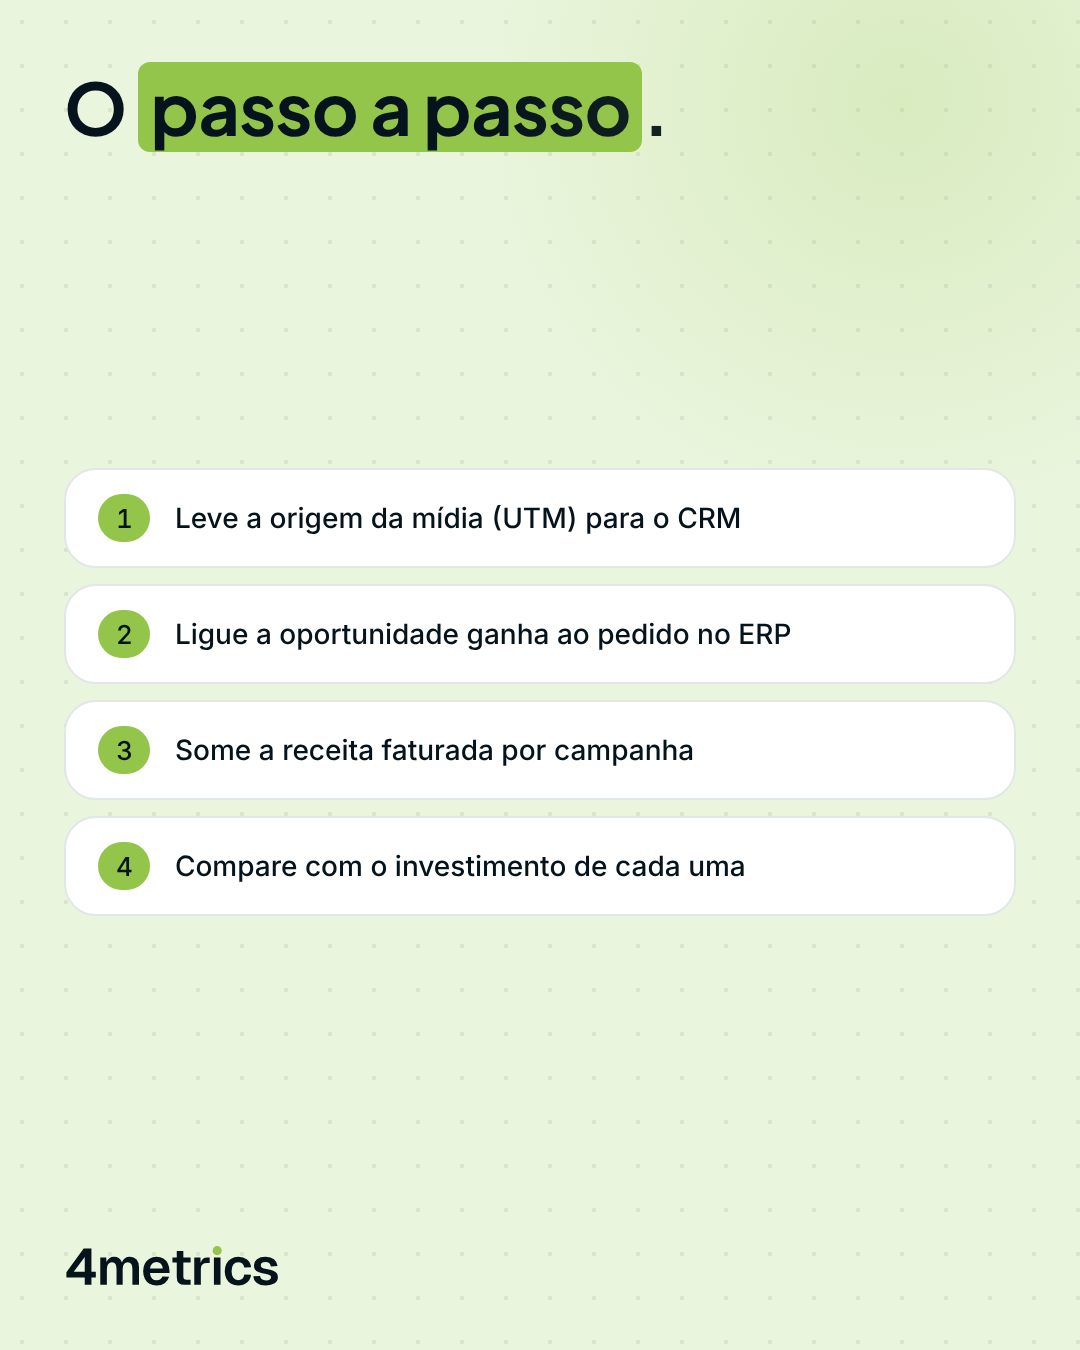 O passo a passo.
1 Leve a origem da mídia (UTM) para o CRM
2 Ligue a oportunidade ganha ao pedido no ERP
3 Some a receita faturada por campanha
4 Compare com o investimento de cada uma
4metrics